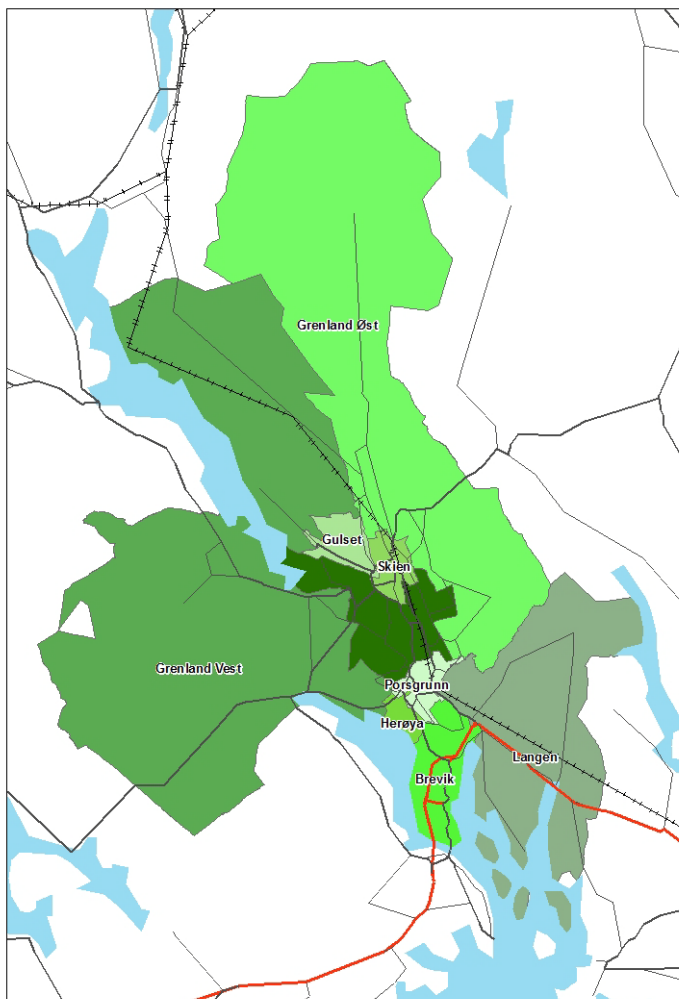 Grenland Øst
Gulset
Skien
Grenland Vest
Porsgrunn
Herøya
Langen
Brevik